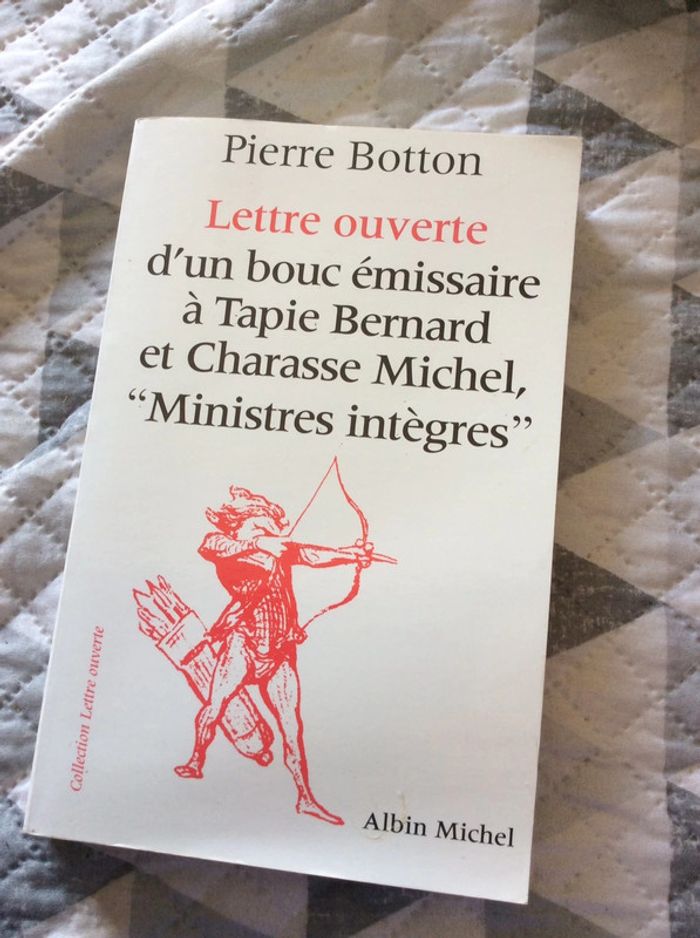 Pierre Botton
Lettre ouverte
d'un bouc émissaire
à Tapie Bernard
et Charasse Michel,
“Ministres intègres”
Collection Lettre ouverte
Albin Michel